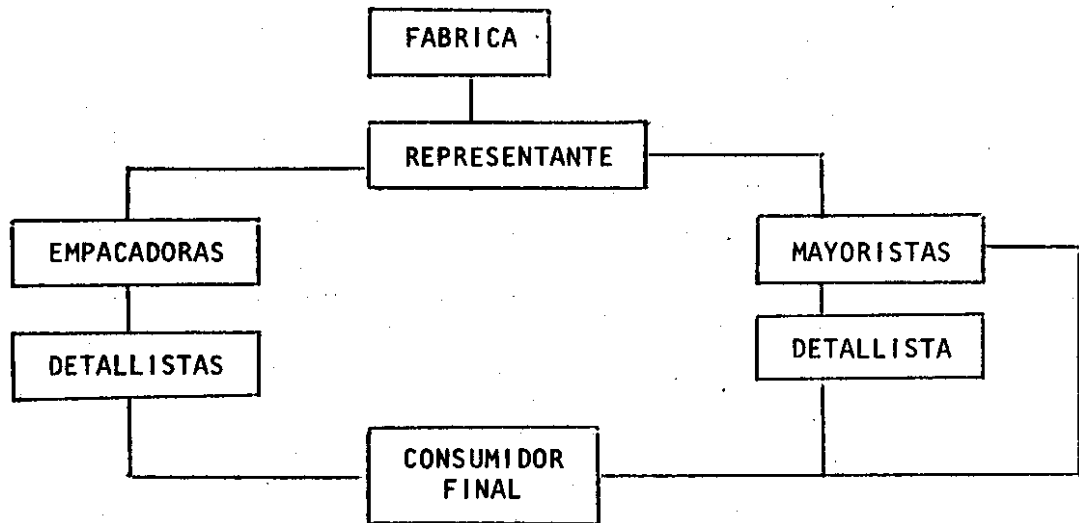 FABRICA
REPRESENTANTE
EMPACADORAS
MAYORISTAS
DETALLISTAS
DETALLISTA
CONSUMIDOR
FINAL